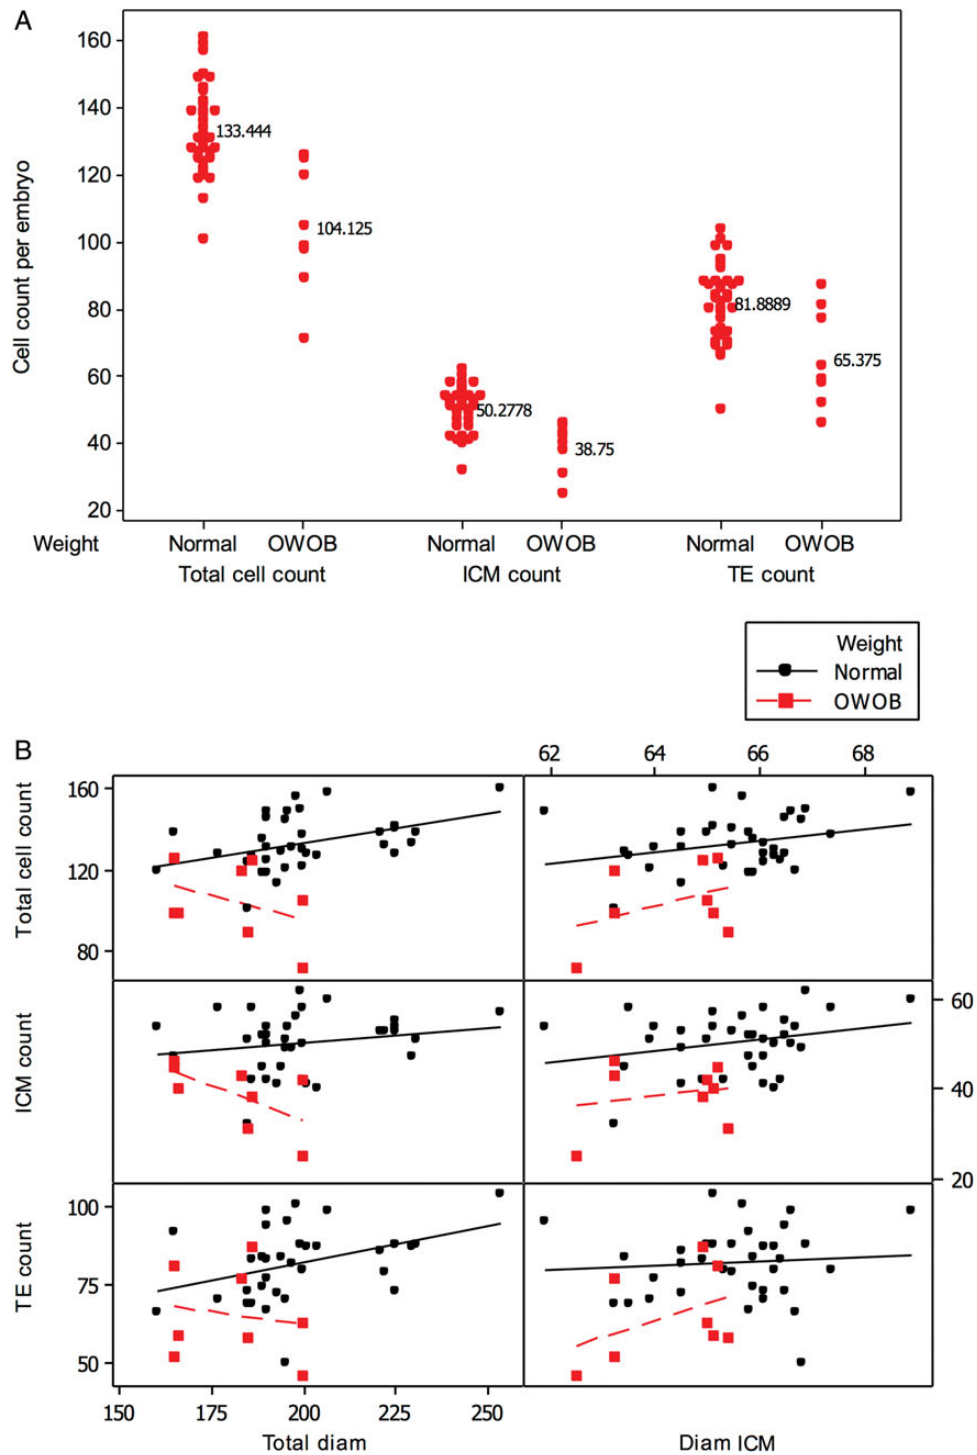 A
Cell count per embryo
160
140
120
100
80
60
40
20
133.444
104.125
50.2778
38.75
81.8889
65.375
Weight Normal OWOB Normal OWOB Normal OWOB
Total cell count ICM count TE count
Weight
Normal
OWOB
B
62 64 66 68
Total cell count
160
120
80
ICM count
60
40
20
TE count
100
75
50
150 175 200 225 250
Total diam Diam ICM